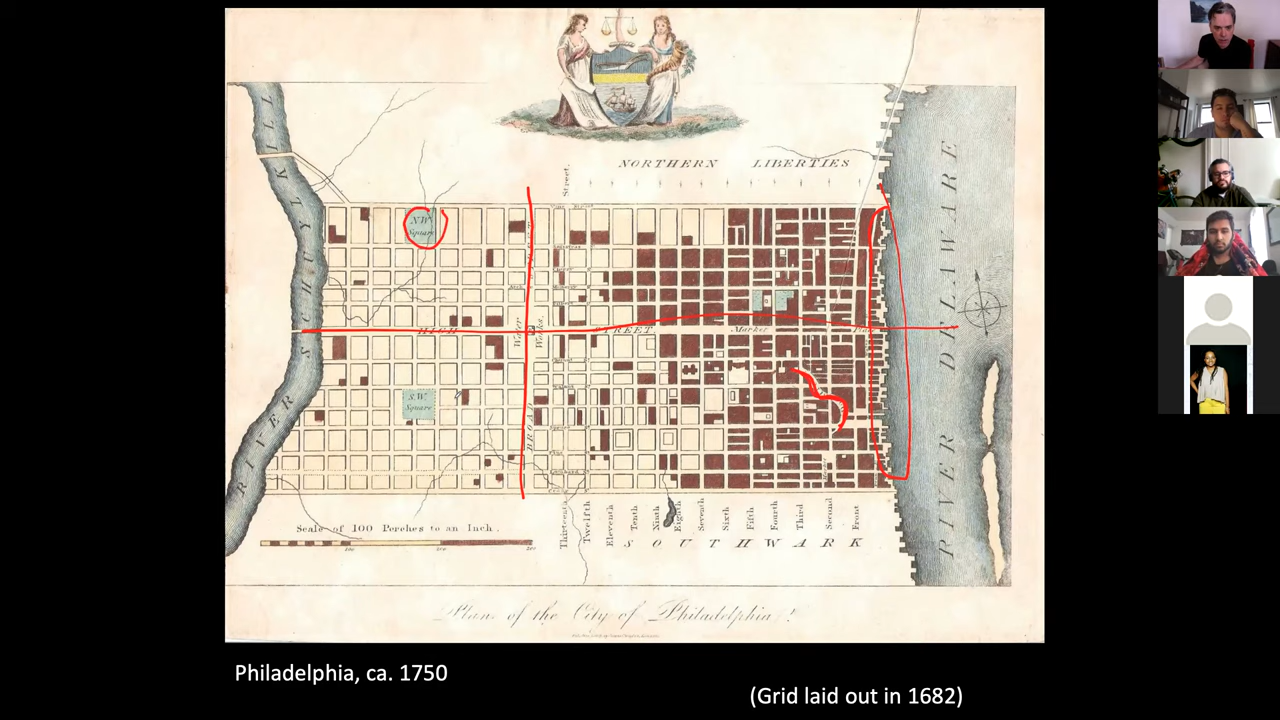 NORTHERN LIBERTIES
Street.
RIVER SCHUYLKILL
RIVER DELAWARE
N.W.
Square
HIGH STREET. Market
Water Works.
BROAD
S.W.
Square
Scale of 100 Perches to an Inch.
100 200
Thirteenth
Twelfth
Eleventh
Tenth
Ninth
Eighth
Seventh
Sixth
Fifth
Fourth
Third
Second
Front
SOUTHWARK
Plan of the City of Philadelphia
Philadelphia, ca. 1750
(Grid laid out in 1682)